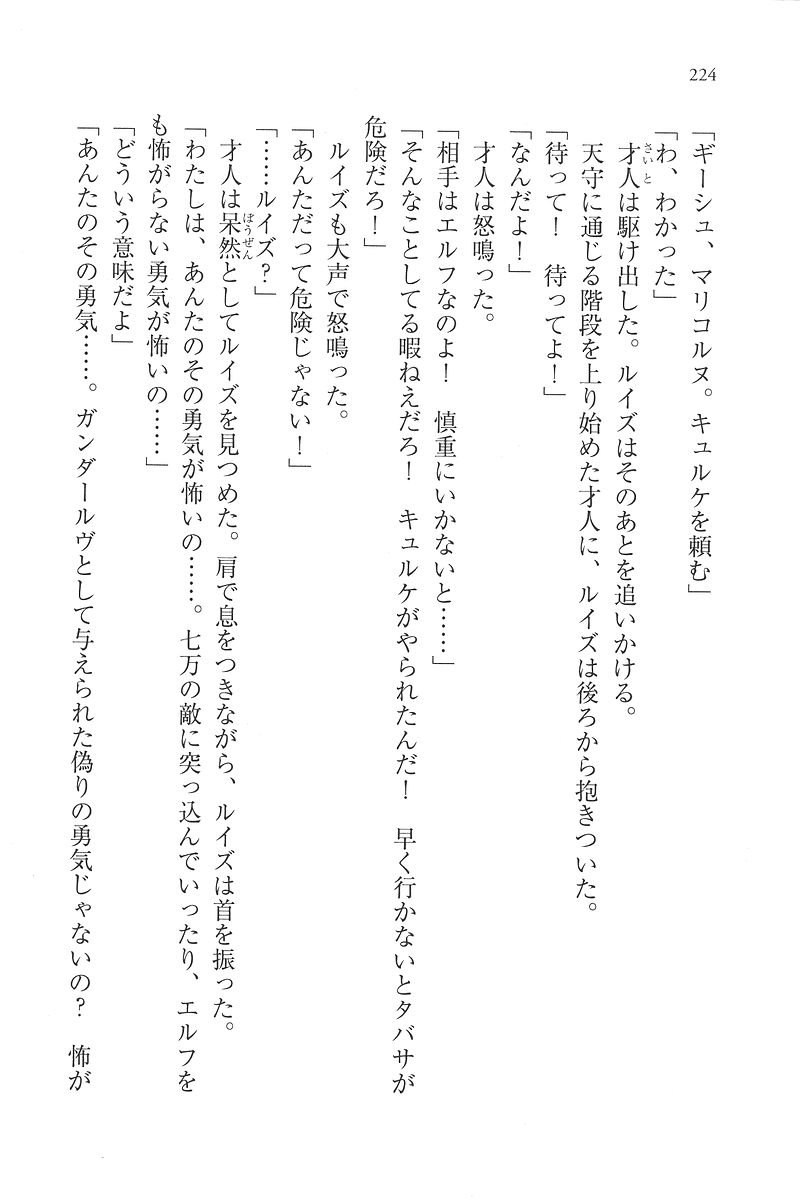 224
「ギーシュ、マリコルヌ。キュルケを頼む」
「わ、わかった」
才人は駆け出した。ルイズはそのあとを追いかける。
天守に通じる階段を上り始めた才人に、ルイズは後ろから抱きついた。
「待って！　待ってよ！」
「なんだよ！」
才人は怒鳴った。
「相手はエルフなのよ！　慎重にいかないと……」
「そんなことしてる暇ねえだろ！　キュルケがやられたんだ！　早く行かないとタバサが
危険だろ！」
ルイズも大声で怒鳴った。
「あんただって危険じゃない！」
「……ルイズ？」
才人は呆然としてルイズを見つめた。肩で息をつきながら、ルイズは首を振った。
「わたしは、あんたのその勇気が怖いの……。七万の敵に突っ込んでいったり、エルフを
も怖がらない勇気が怖いの……」
「どういう意味だよ」
「あんたのその勇気……。ガンダールヴとして与えられた偽りの勇気じゃないの？　怖が